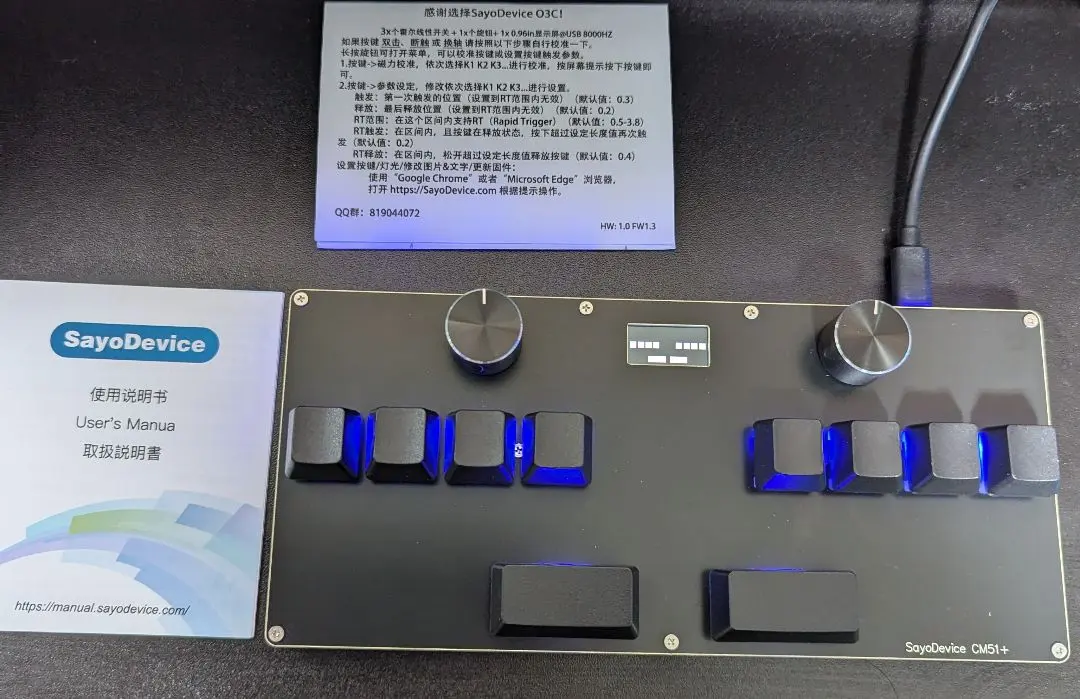 感谢选择SayoDevice O3C!
3x个霍尔线性开关 + 1x个旋钮+ 1x 0.96in显示屏@USB 8000HZ
如果按键 双击、断触 或 换轴 请按照以下步骤自行校准一下。
长按旋钮可打开菜单，可以校准按键或设置按键触发参数。
1.按键->磁力校准，依次选择K1 K2 K3...进行校准，按屏幕提示按下按键即
可。
2.按键->参数设定，修改依次选择K1 K2 K3...进行设置。
触发：第一次触发的位置（设置到RT范围内无效）（默认值：0.3）
释放：最后释放位置（设置到RT范围内无效）（默认值：0.2）
RT范围：在这个区间内支持RT（Rapid Trigger）（默认值：0.5-3.8）
RT触发：在区间内，且按键在释放状态，按下超过设定长度值再次触
发（默认值：0.2）
RT释放：在区间内，松开超过设定长度值释放按键（默认值：0.4）
设置按键/灯光/修改图片&文字/更新固件：
使用“Google Chrome”或者“Microsoft Edge”浏览器，
打开 https://SayoDevice.com 根据提示操作。
QQ群：819044072
HW: 1.0 FW1.3
SayoDevice
使用说明书
User's Manua
取扱説明書
https://manual.sayodevice.com/
SayoDevice CM51+